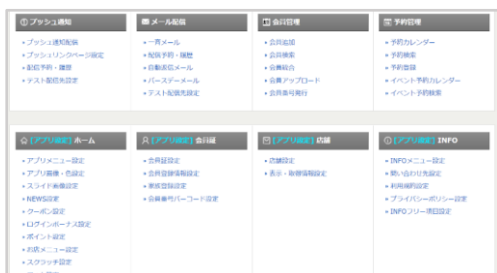 プッシュ通知
・プッシュ通知配信
・プッシュリンクページ設定
・配信予約・履歴
・テスト配信先設定
メール配信
・一斉メール
・配信予約・履歴
・自動返信メール
・バースデーメール
・テスト配信先設定
会員管理
・会員追加
・会員検索
・会員統合
・会員アップロード
・会員番号発行
予約管理
・予約カレンダー
・予約検索
・予約登録
・イベント予約カレンダー
・イベント予約検索
[アプリ設定] ホーム
・アプリメニュー設定
・アプリ画像・色設定
・スライド画像設定
・NEWS設定
・クーポン設定
・ログインボーナス設定
・ポイント設定
・お店メニュー設定
・スクラッチ設定
[アプリ設定] 会員証
・会員証設定
・会員登録情報設定
・家族登録設定
・会員番号バーコード設定
[アプリ設定] 店舗
・店舗設定
・表示・取得情報設定
[アプリ設定] INFO
・INFOメニュー設定
・問い合わせ先設定
・利用規約設定
・プライバシーポリシー設定
・INFOフリー項目設定